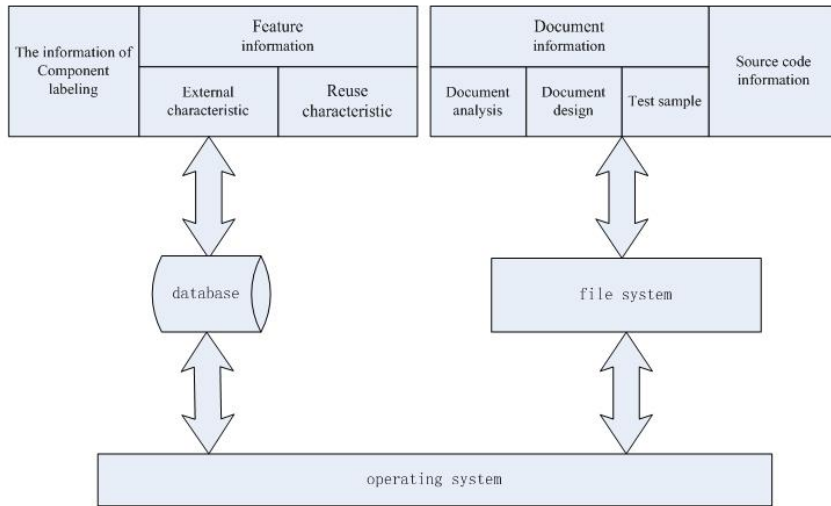 The information of
Component
labeling
Feature
information
External
characteristic
Reuse
characteristic
Document
information
Document
analysis
Document
design
Test sample
Source code
information
database
file system
operating system